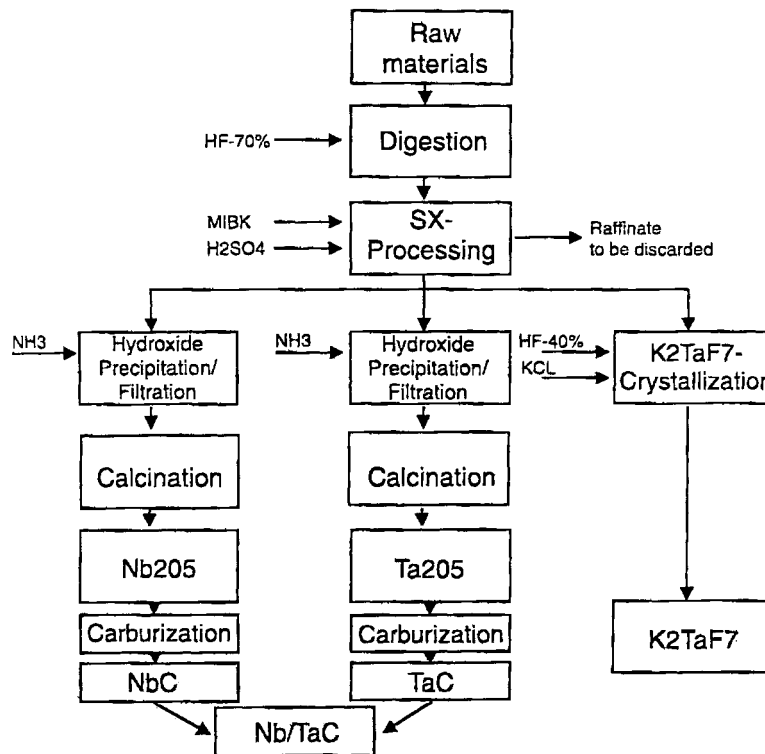 Raw
materials
HF-70%
Digestion
MIBK
H2SO4
SX-
Processing
Raffinate
to be discarded
NH3
Hydroxide
Precipitation/
Filtration
NH3
Hydroxide
Precipitation/
Filtration
HF-40%
KCL
K2TaF7-
Crystallization
Calcination
Calcination
Nb205
Ta205
Carburization
Carburization
K2TaF7
NbC
TaC
Nb/TaC